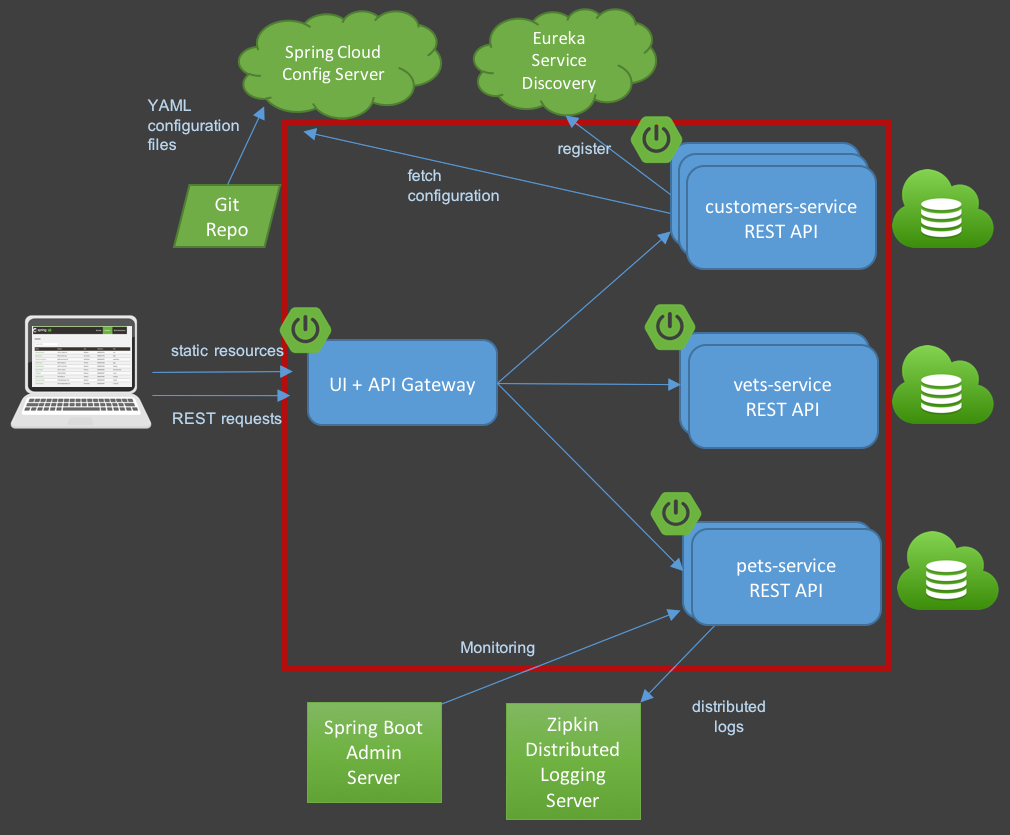 Spring Cloud
Config Server
Eureka
Service
Discovery
YAML
configuration
files
register
fetch
configuration
Git
Repo
customers-service
REST API
static resources
UI + API Gateway
REST requests
vets-service
REST API
pets-service
REST API
Monitoring
Spring Boot
Admin
Server
Zipkin
Distributed
Logging
Server
distributed
logs